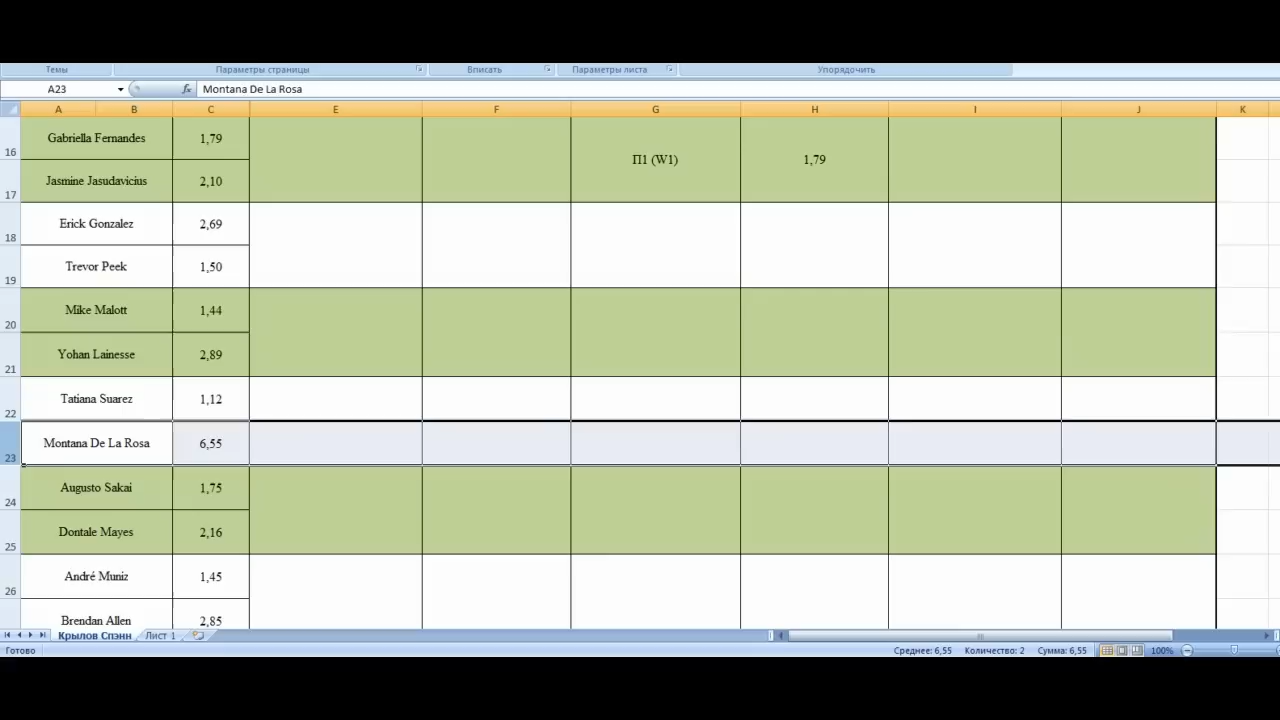 Темы Параметры страницы Вписать Параметры листа Упорядочить
A23 fx Montana De La Rosa
A B C E F G H I J K
16 Gabriella Fernandes 1,79 П1 (W1) 1,79
17 Jasmine Jasudavicius 2,10
18 Erick Gonzalez 2,69
19 Trevor Peek 1,50
20 Mike Malott 1,44
21 Yohan Lainesse 2,89
22 Tatiana Suarez 1,12
23 Montana De La Rosa 6,55
24 Augusto Sakai 1,75
25 Dontale Mayes 2,16
26 André Muniz 1,45
Brendan Allen 2,85
Крылов Спэнн Лист 1
Готово Среднее: 6,55 Количество: 2 Сумма: 6,55 100%